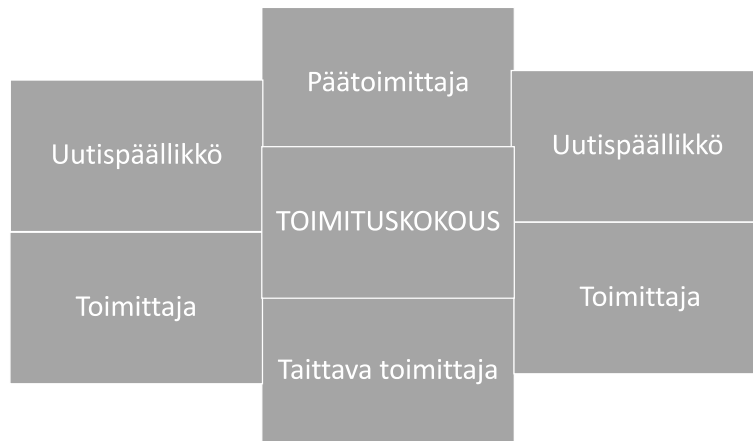 Päätoimittaja
Uutispäällikkö
Uutispäällikkö
TOIMITUSKOKOUS
Toimittaja
Toimittaja
Taittava toimittaja